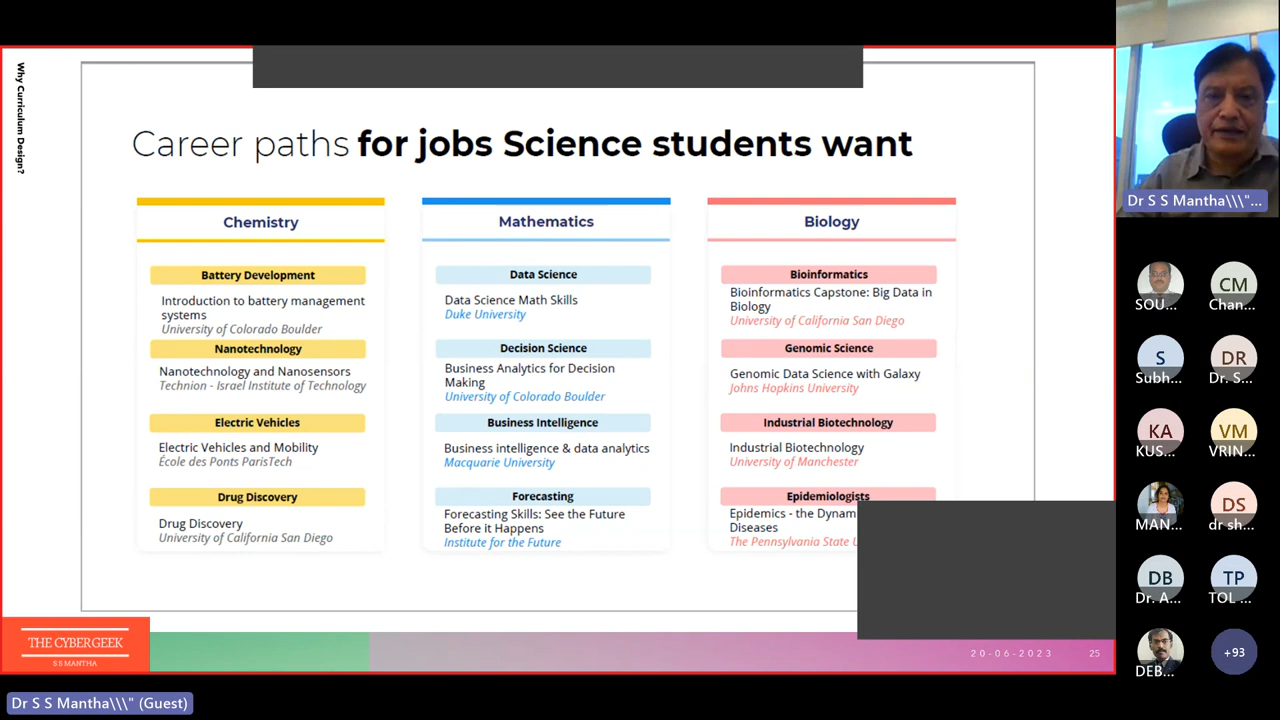 Why Curriculum Design?
Career paths for jobs Science students want
Chemistry
Battery Development
Introduction to battery management
systems
University of Colorado Boulder
Nanotechnology
Nanotechnology and Nanosensors
Technion - Israel Institute of Technology
Electric Vehicles
Electric Vehicles and Mobility
École des Ponts ParisTech
Drug Discovery
Drug Discovery
University of California San Diego
Mathematics
Data Science
Data Science Math Skills
Duke University
Decision Science
Business Analytics for Decision
Making
University of Colorado Boulder
Business Intelligence
Business intelligence & data analytics
Macquarie University
Forecasting
Forecasting Skills: See the Future
Before it Happens
Institute for the Future
Biology
Bioinformatics
Bioinformatics Capstone: Big Data in
Biology
University of California San Diego
Genomic Science
Genomic Data Science with Galaxy
Johns Hopkins University
Industrial Biotechnology
Industrial Biotechnology
University of Manchester
Epidemiologists
Epidemics - the Dynam
Diseases
The Pennsylvania State U
THE CYBERGEEK
S S MANTHA
20-06-2023 25
Dr S S Mantha\\\"...
SOU...
CM
Chan...
S
Subh...
DR
Dr. S...
KA
KUS...
VM
VRIN...
MAN...
DS
dr sh...
DB
Dr. A...
TP
TOL ...
DEB...
+93
Dr S S Mantha\\\" (Guest)